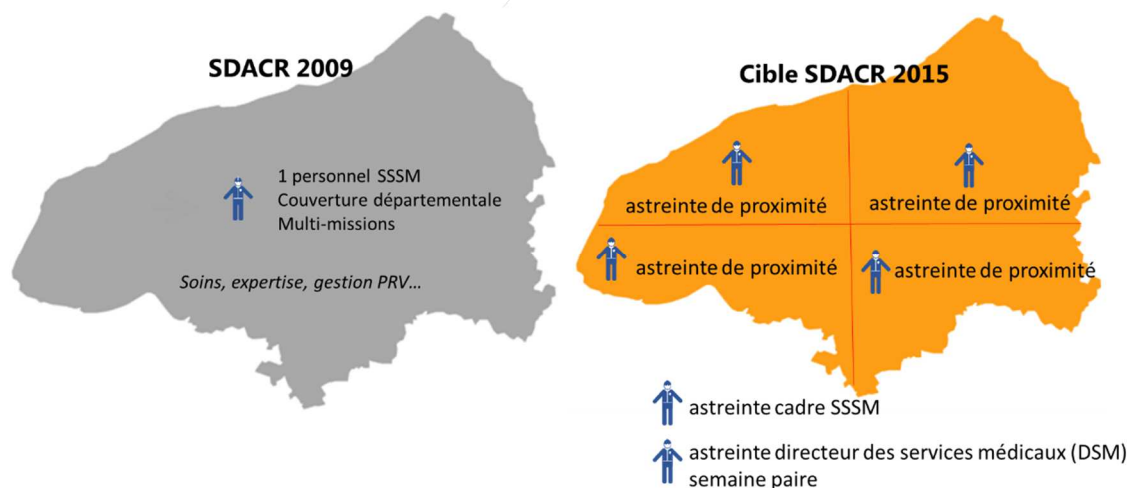 SDACR 2009
1 personnel SSSM
Couverture départementale
Multi-missions
Soins, expertise, gestion PRV...
Cible SDACR 2015
astreinte de proximité
astreinte de proximité
astreinte de proximité
astreinte de proximité
astreinte cadre SSSM
astreinte directeur des services médicaux (DSM)
semaine paire